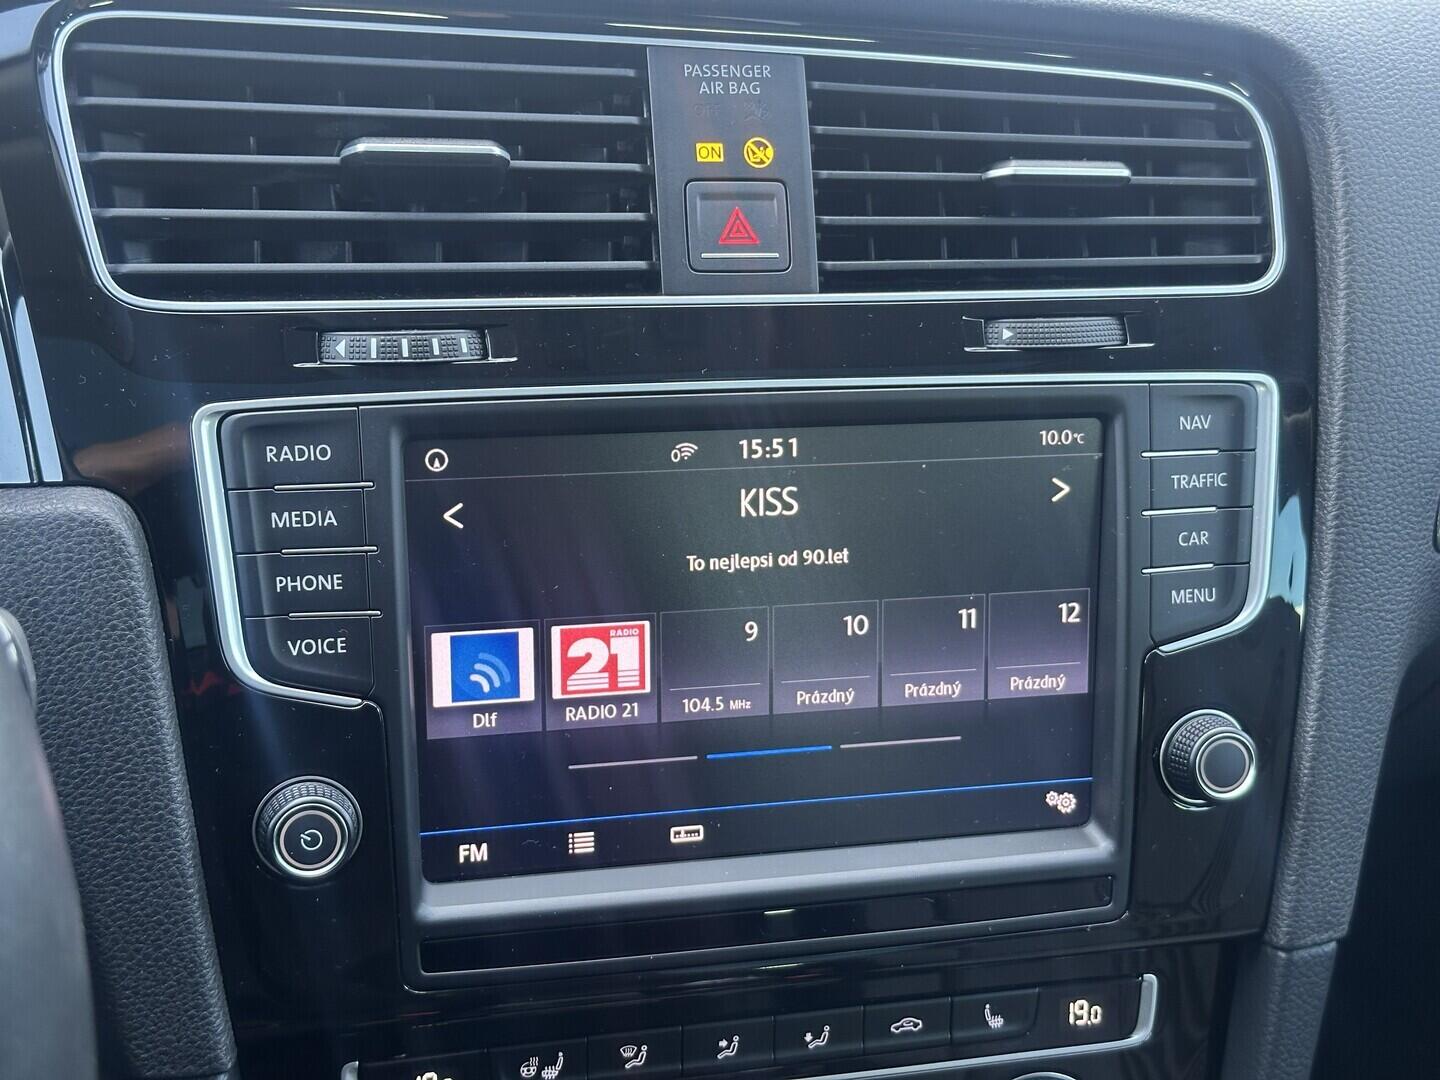 PASSENGER
AIR BAG
OFF
ON
RADIO
MEDIA
PHONE
VOICE
NAV
TRAFFIC
CAR
MENU
15:51
10.0°C
KISS
To nejlepsi od 90.let
Dlf
RADIO
21
RADIO 21
9
104.5 MHz
10
Prázdný
11
Prázdný
12
Prázdný
FM
19.0